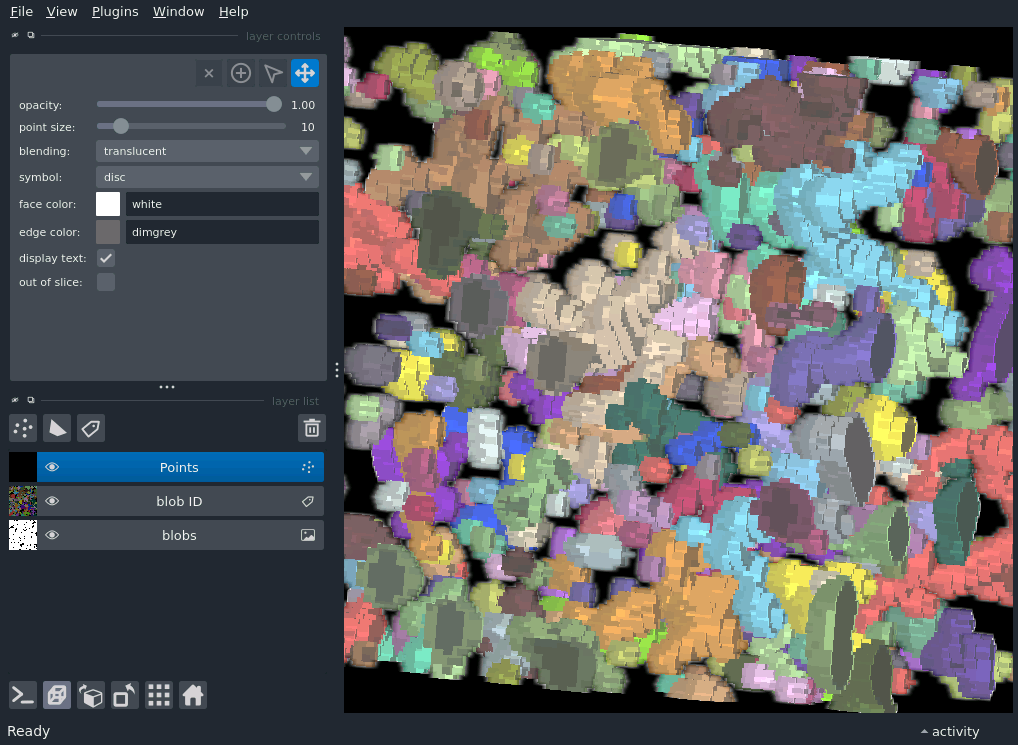 File View Plugins Window Help
layer controls
opacity: 1.00
point size: 10
blending: translucent
symbol: disc
face color: white
edge color: dimgrey
display text:
out of slice:
layer list
Points
blob ID
blobs
Ready
activity